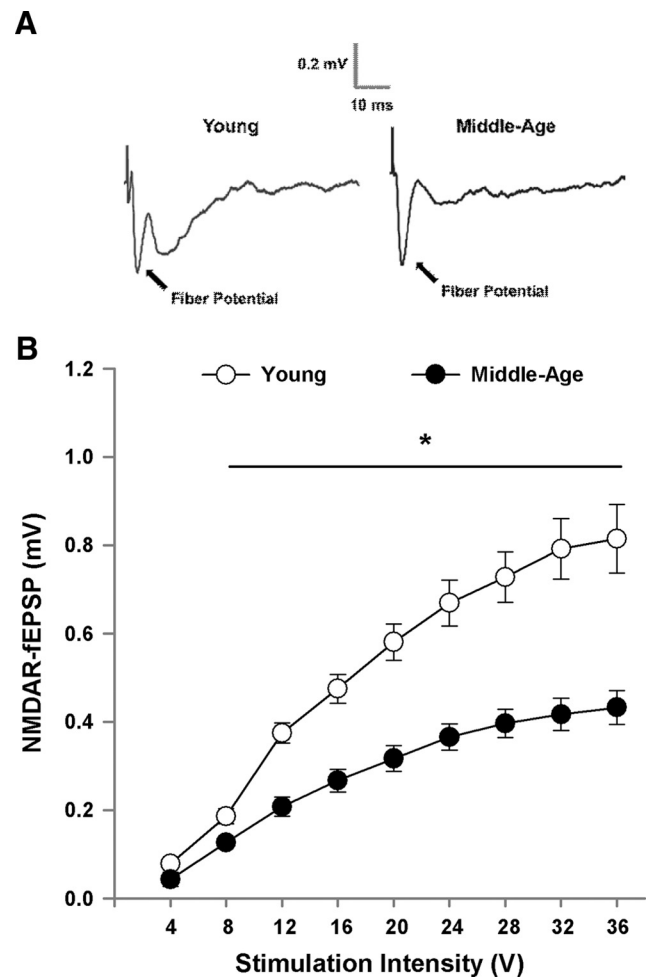 A
0.2 mV
10 ms
Young
Middle-Age
Fiber Potential
Fiber Potential
B
Young
Middle-Age
*
1.2
1.0
0.8
0.6
0.4
0.2
0.0
NMDAR-fEPSP (mV)
4 8 12 16 20 24 28 32 36
Stimulation Intensity (V)